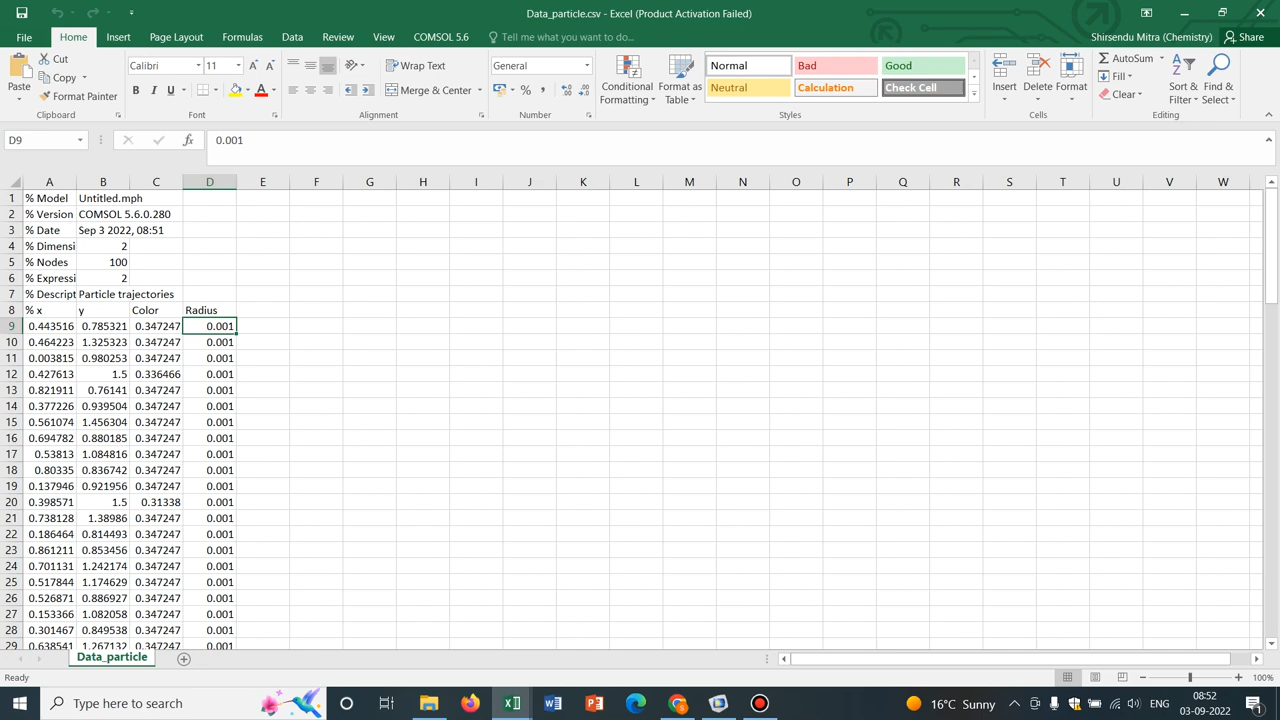 Data_particle.csv - Excel (Product Activation Failed)
File Home Insert Page Layout Formulas Data Review View COMSOL 5.6 Tell me what you want to do... Shirsendu Mitra (Chemistry) Share
Paste Cut Copy Format Painter Clipboard
Calibri 11 B I U A Font
Wrap Text Merge & Center Alignment
General % , Number
Conditional Formatting Format as Table
Normal Bad Good
Neutral Calculation Check Cell
Styles
Insert Delete Format Cells
AutoSum Fill Clear Sort & Filter Find & Select Editing
D9 fx 0.001
A B C D E F G H I J K L M N O P Q R S T U V W
1 % Model Untitled.mph
2 % Version COMSOL 5.6.0.280
3 % Date Sep 3 2022, 08:51
4 % Dimensi 2
5 % Nodes 100
6 % Expressi 2
7 % Descript Particle trajectories
8 % x y Color Radius
9 0.443516 0.785321 0.347247 0.001
10 0.464223 1.325323 0.347247 0.001
11 0.003815 0.980253 0.347247 0.001
12 0.427613 1.5 0.336466 0.001
13 0.821911 0.76141 0.347247 0.001
14 0.377226 0.939504 0.347247 0.001
15 0.561074 1.456304 0.347247 0.001
16 0.694782 0.880185 0.347247 0.001
17 0.53813 1.084816 0.347247 0.001
18 0.80335 0.836742 0.347247 0.001
19 0.137946 0.921956 0.347247 0.001
20 0.398571 1.5 0.31338 0.001
21 0.738128 1.38986 0.347247 0.001
22 0.186464 0.814493 0.347247 0.001
23 0.861211 0.853456 0.347247 0.001
24 0.701131 1.242174 0.347247 0.001
25 0.517844 1.174629 0.347247 0.001
26 0.526871 0.886927 0.347247 0.001
27 0.153366 1.082058 0.347247 0.001
28 0.301467 0.849538 0.347247 0.001
29 0.638541 1.267132 0.347247 0.001
Data_particle
Ready 100%
Type here to search 16°C Sunny ENG 08:52
03-09-2022